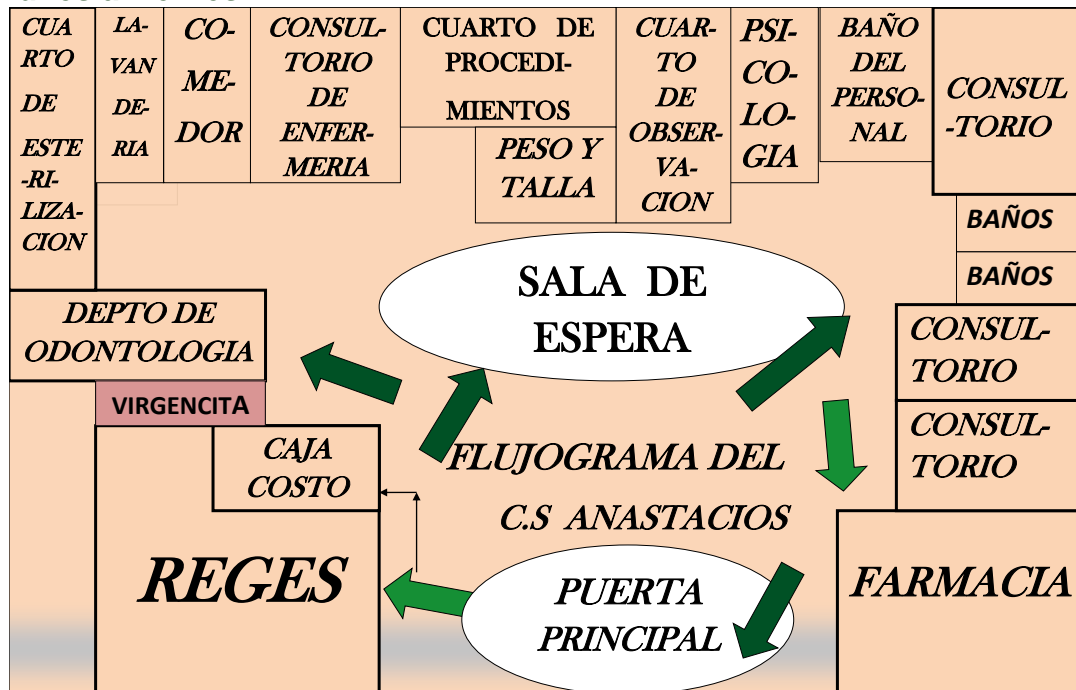 CUA
RTO
DE
ESTE
-RI-
LIZA-
CION
LA-
VAN
DE-
RIA
CO-
ME-
DOR
CONSUL-
TORIO
DE
ENFER-
MERIA
CUARTO DE
PROCEDI-
MIENTOS
PESO Y
TALLA
CUAR-
TO
DE
OBSER-
VA-
CION
PSI-
CO-
LO-
GIA
BAÑO
DEL
PERSO-
NAL
CONSUL
-TORIO
BAÑOS
BAÑOS
SALA DE
ESPERA
DEPTO DE
ODONTOLOGIA
VIRGENCITA
CONSUL-
TORIO
CONSUL-
TORIO
CAJA
COSTO
FLUJOGRAMA DEL
C.S ANASTACIOS
REGES
PUERTA
PRINCIPAL
FARMACIA